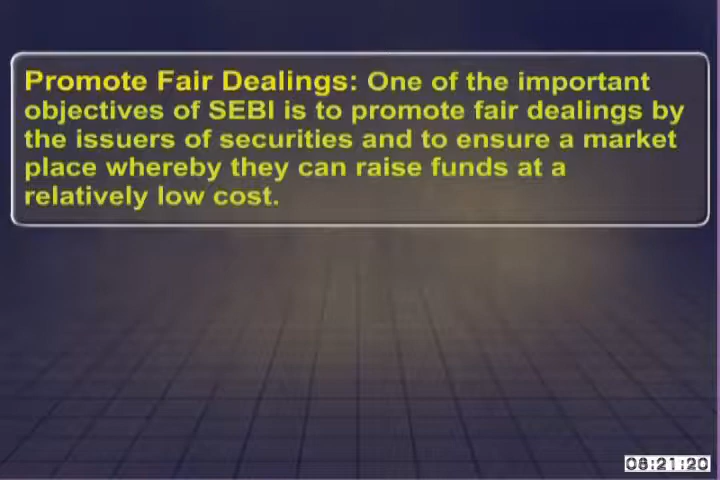 Promote Fair Dealings: One of the important
objectives of SEBI is to promote fair dealings by
the issuers of securities and to ensure a market
place whereby they can raise funds at a
relatively low cost.
06:21:20